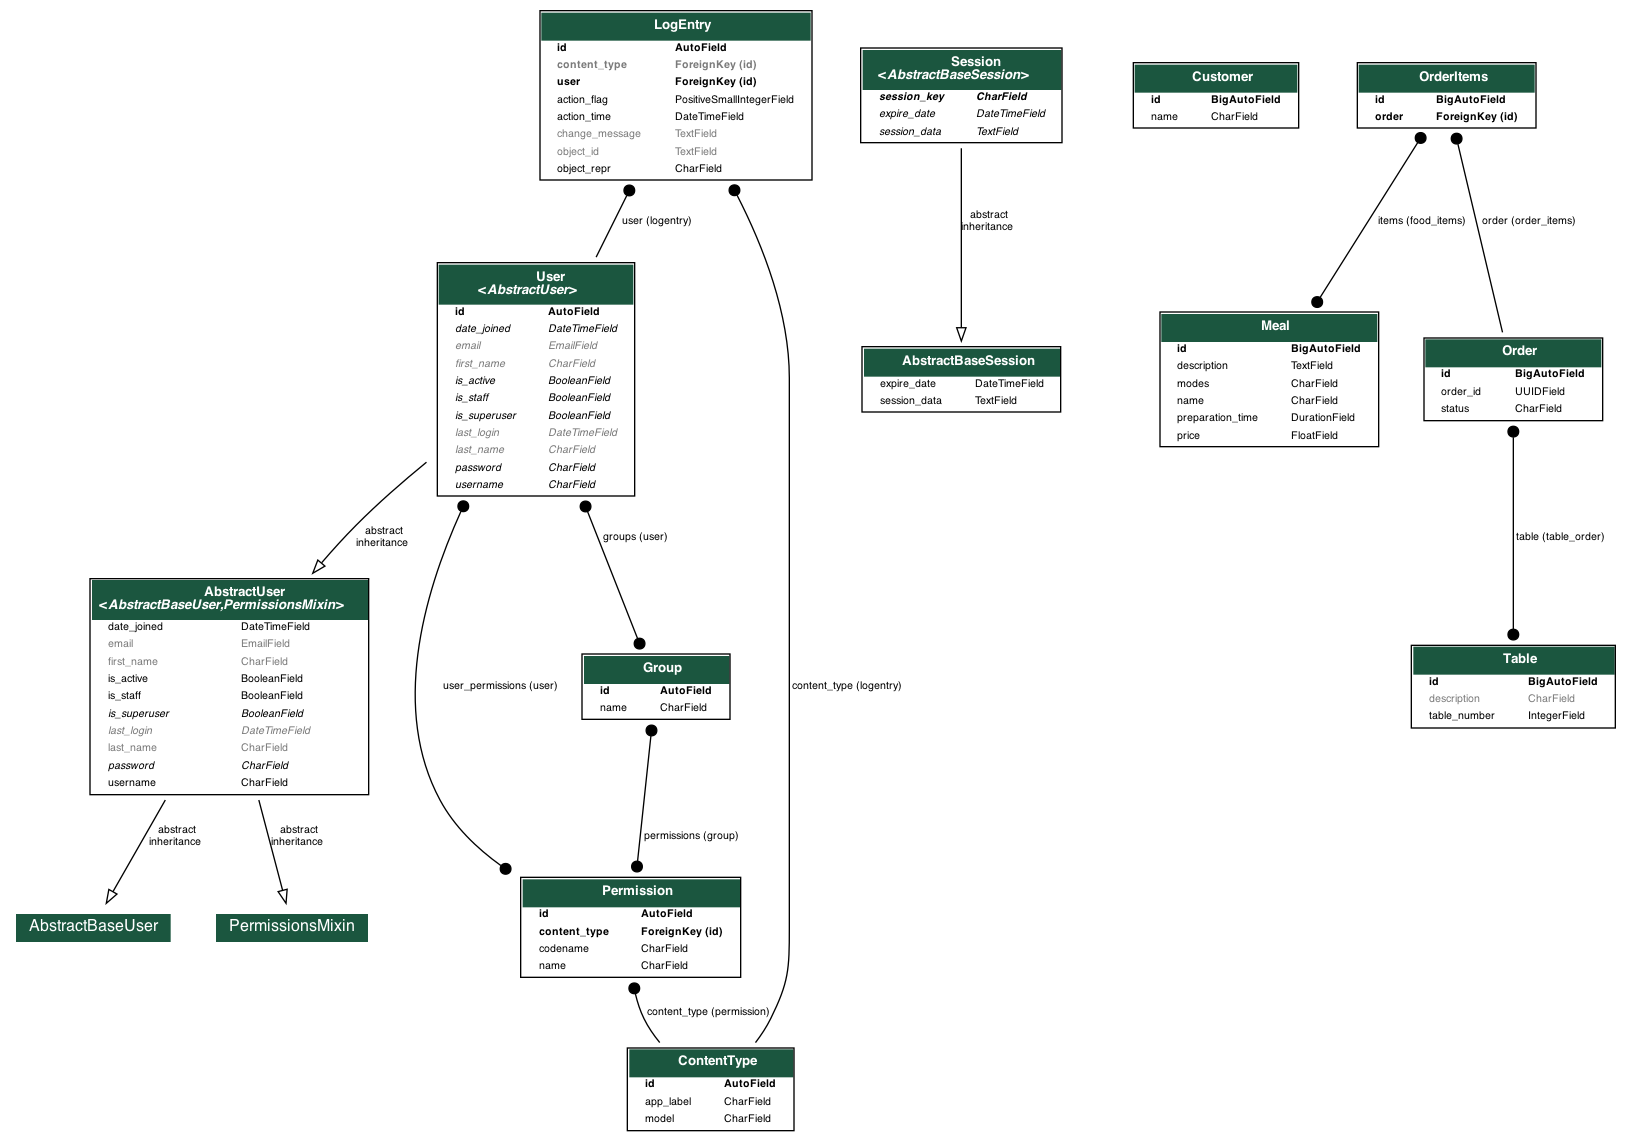 LogEntry
id AutoField
content_type ForeignKey (id)
user ForeignKey (id)
action_flag PositiveSmallIntegerField
action_time DateTimeField
change_message TextField
object_id TextField
object_repr CharField
Session
<AbstractBaseSession>
session_key CharField
expire_date DateTimeField
session_data TextField
Customer
id BigAutoField
name CharField
OrderItems
id BigAutoField
order ForeignKey (id)
user (logentry)
abstract
inheritance
items (food_items)
order (order_items)
User
<AbstractUser>
id AutoField
date_joined DateTimeField
email EmailField
first_name CharField
is_active BooleanField
is_staff BooleanField
is_superuser BooleanField
last_login DateTimeField
last_name CharField
password CharField
username CharField
AbstractBaseSession
expire_date DateTimeField
session_data TextField
Meal
id BigAutoField
description TextField
modes CharField
name CharField
preparation_time DurationField
price FloatField
Order
id BigAutoField
order_id UUIDField
status CharField
abstract
inheritance
groups (user)
table (table_order)
AbstractUser
<AbstractBaseUser,PermissionsMixin>
date_joined DateTimeField
email EmailField
first_name CharField
is_active BooleanField
is_staff BooleanField
is_superuser BooleanField
last_login DateTimeField
last_name CharField
password CharField
username CharField
user_permissions (user)
Group
id AutoField
name CharField
content_type (logentry)
Table
id BigAutoField
description CharField
table_number IntegerField
abstract
inheritance
abstract
inheritance
permissions (group)
AbstractBaseUser
PermissionsMixin
Permission
id AutoField
content_type ForeignKey (id)
codename CharField
name CharField
content_type (permission)
ContentType
id AutoField
app_label CharField
model CharField